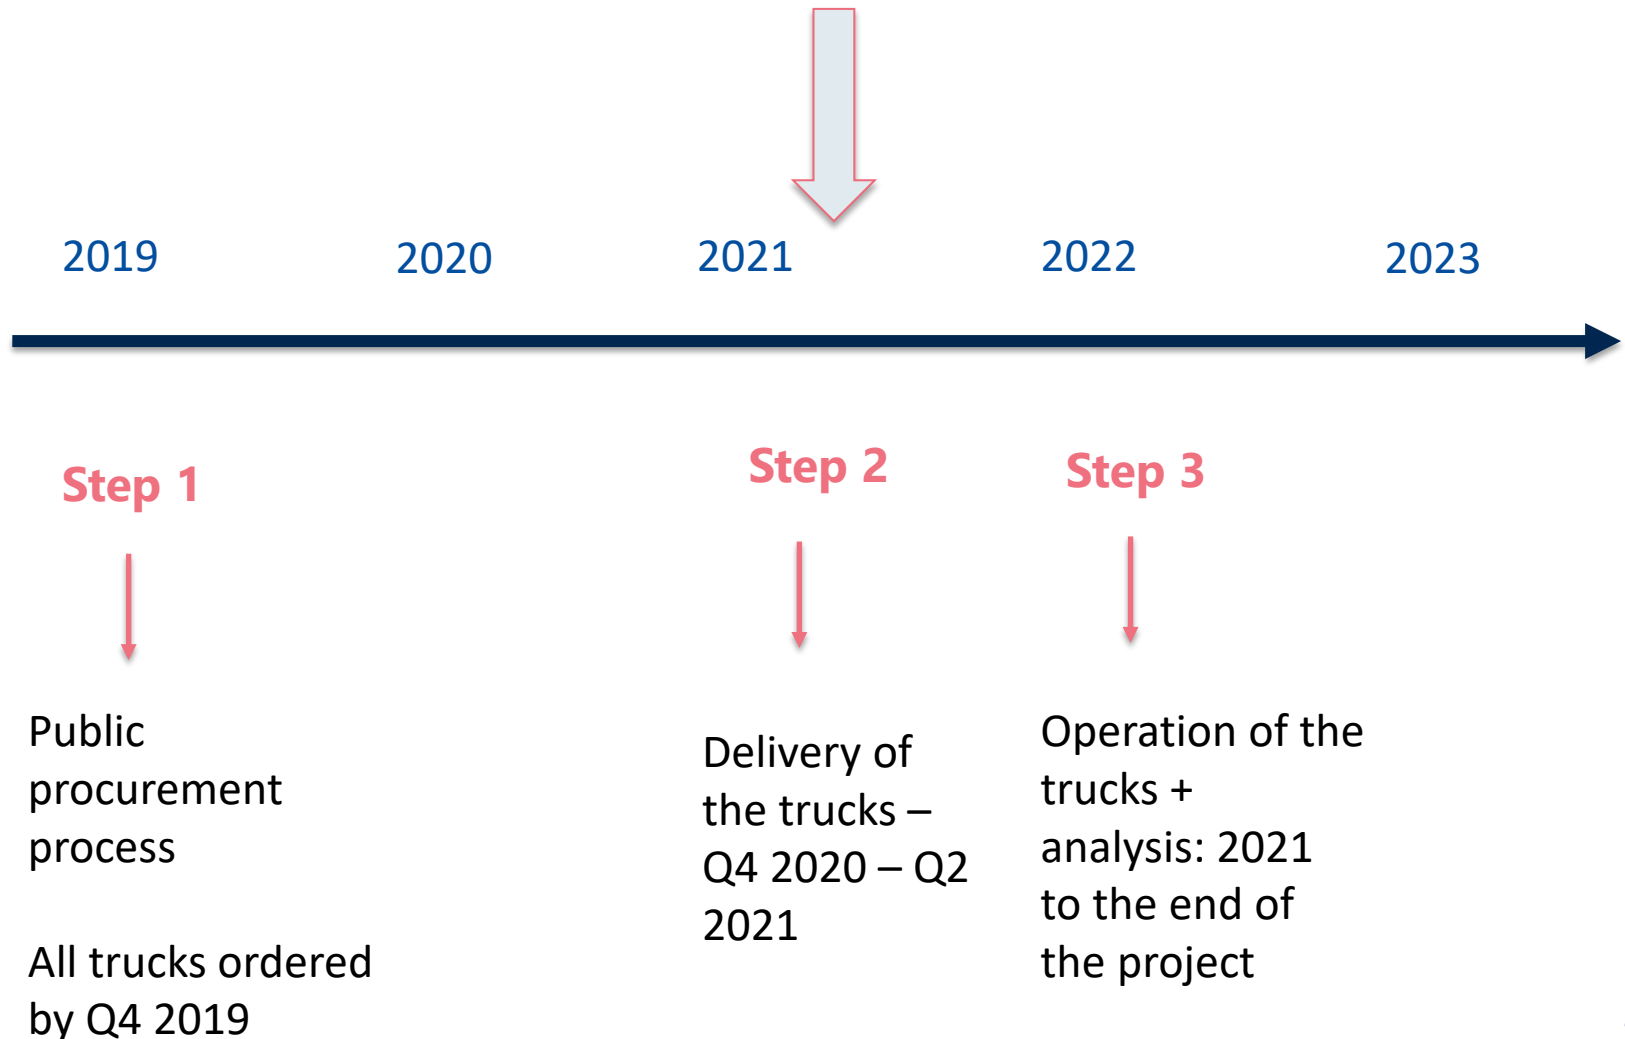 2019
2020
2021
2022
2023
Step 1
Step 2
Step 3
Public
procurement
process
All trucks ordered
by Q4 2019
Delivery of
the trucks –
Q4 2020 – Q2
2021
Operation of the
trucks +
analysis: 2021
to the end of
the project